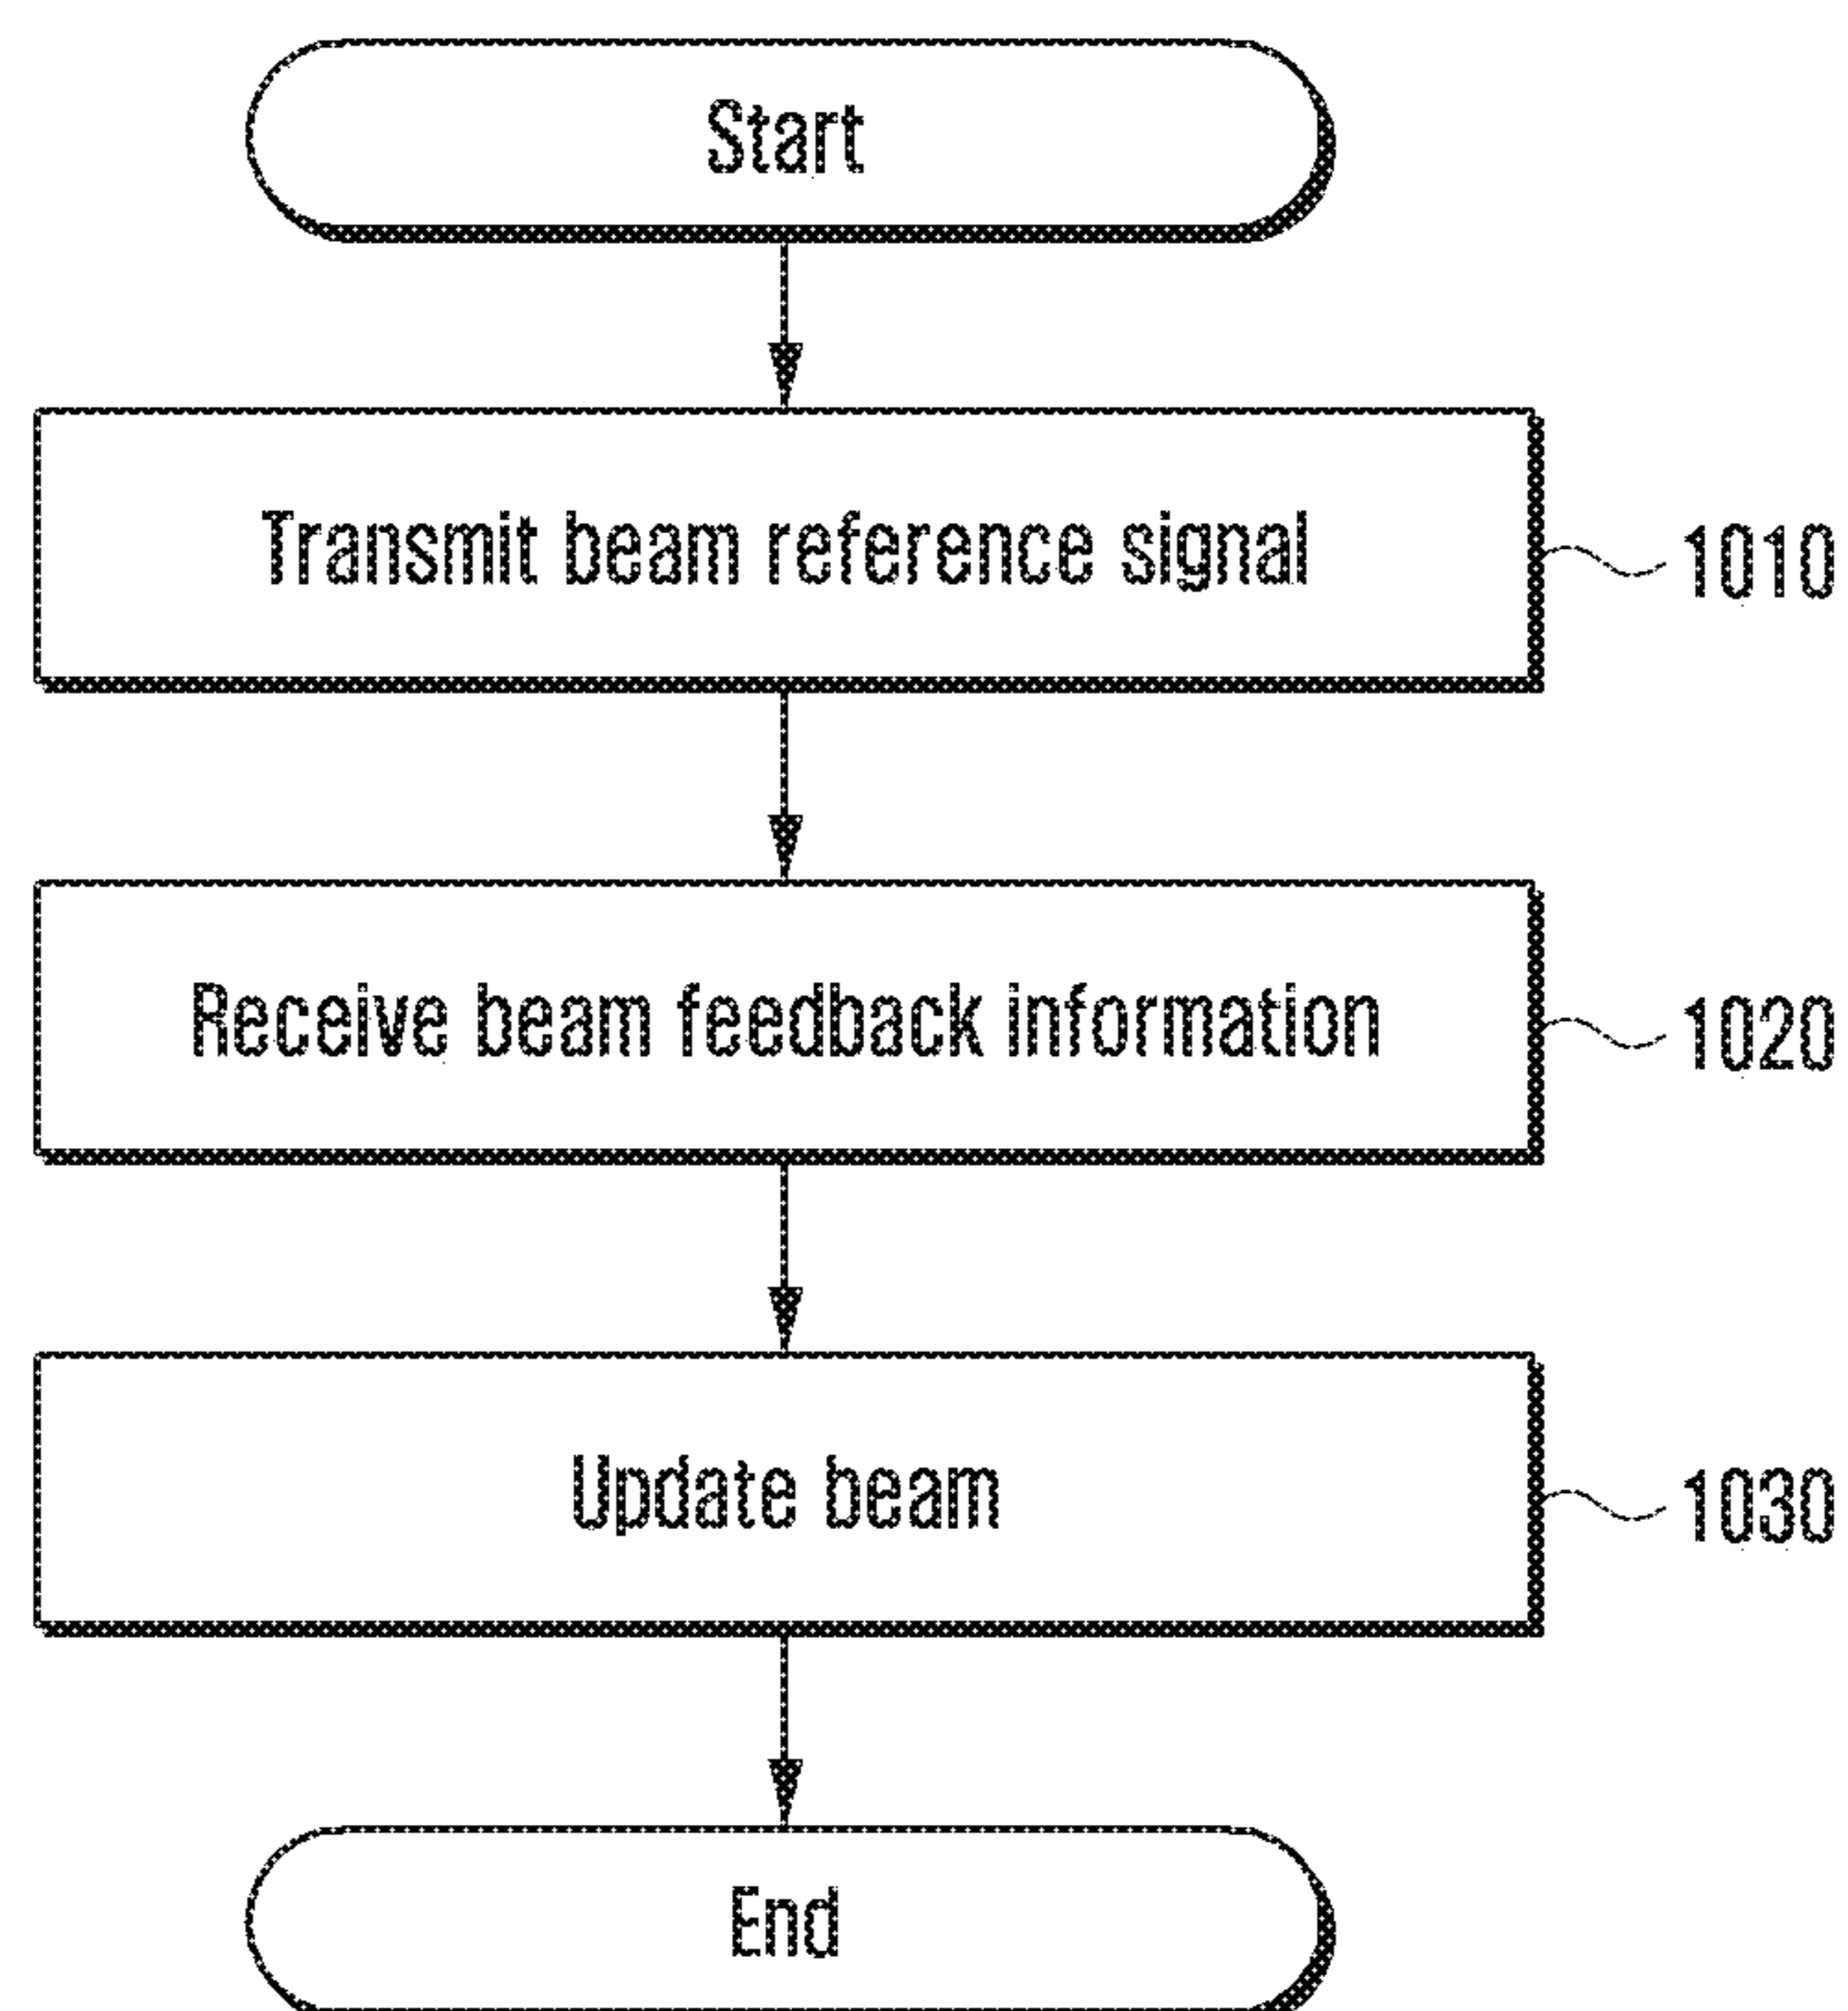 Start
Transmit beam reference signal
1010
Receive beam feedback information
1020
Update beam
1030
End